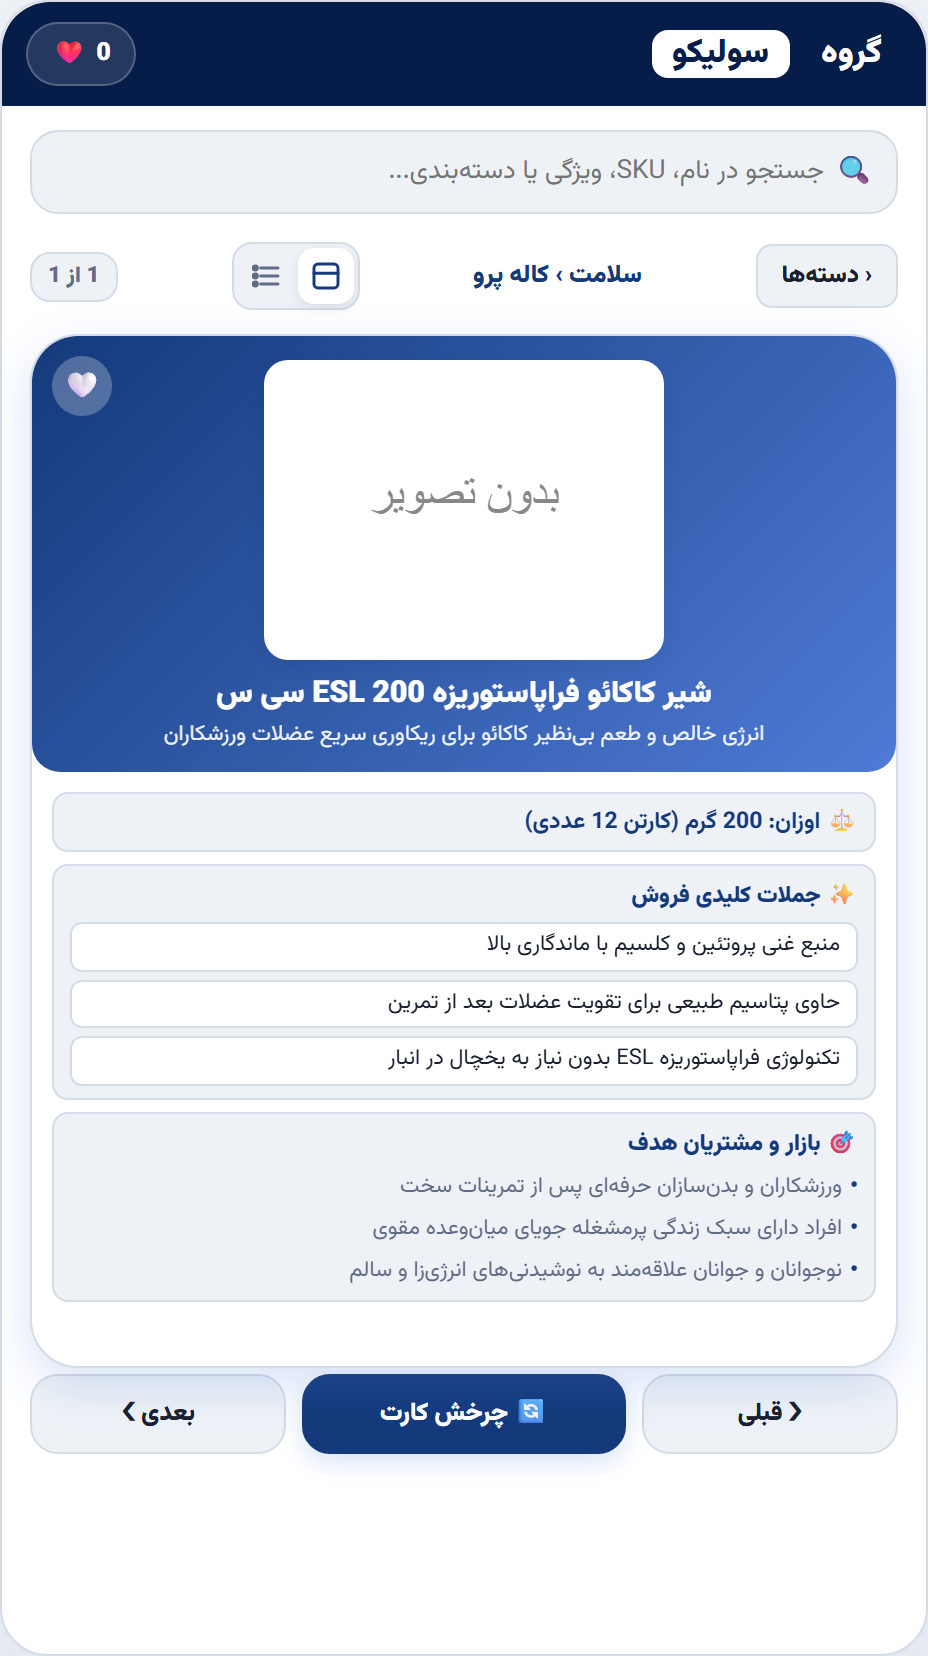 گروه سولیکو
0
جستجو در نام، SKU، ویژگی یا دسته‌بندی...
‹ دسته‌ها
سلامت › کاله پرو
1 از 1
بدون تصویر
شیر کاکائو فراپاستوریزه ESL 200 سی س
انرژی خالص و طعم بی‌نظیر کاکائو برای ریکاوری سریع عضلات ورزشکاران
اوزان: 200 گرم (کارتن 12 عددی)
جملات کلیدی فروش
منبع غنی پروتئین و کلسیم با ماندگاری بالا
حاوی پتاسیم طبیعی برای تقویت عضلات بعد از تمرین
تکنولوژی فراپاستوریزه ESL بدون نیاز به یخچال در انبار
بازار و مشتریان هدف
• ورزشکاران و بدن‌سازان حرفه‌ای پس از تمرینات سخت
• افراد دارای سبک زندگی پرمشغله جویای میان‌وعده مقوی
• نوجوانان و جوانان علاقه‌مند به نوشیدنی‌های انرژی‌زا و سالم
❮ قبلی
چرخش کارت
بعدی ❯